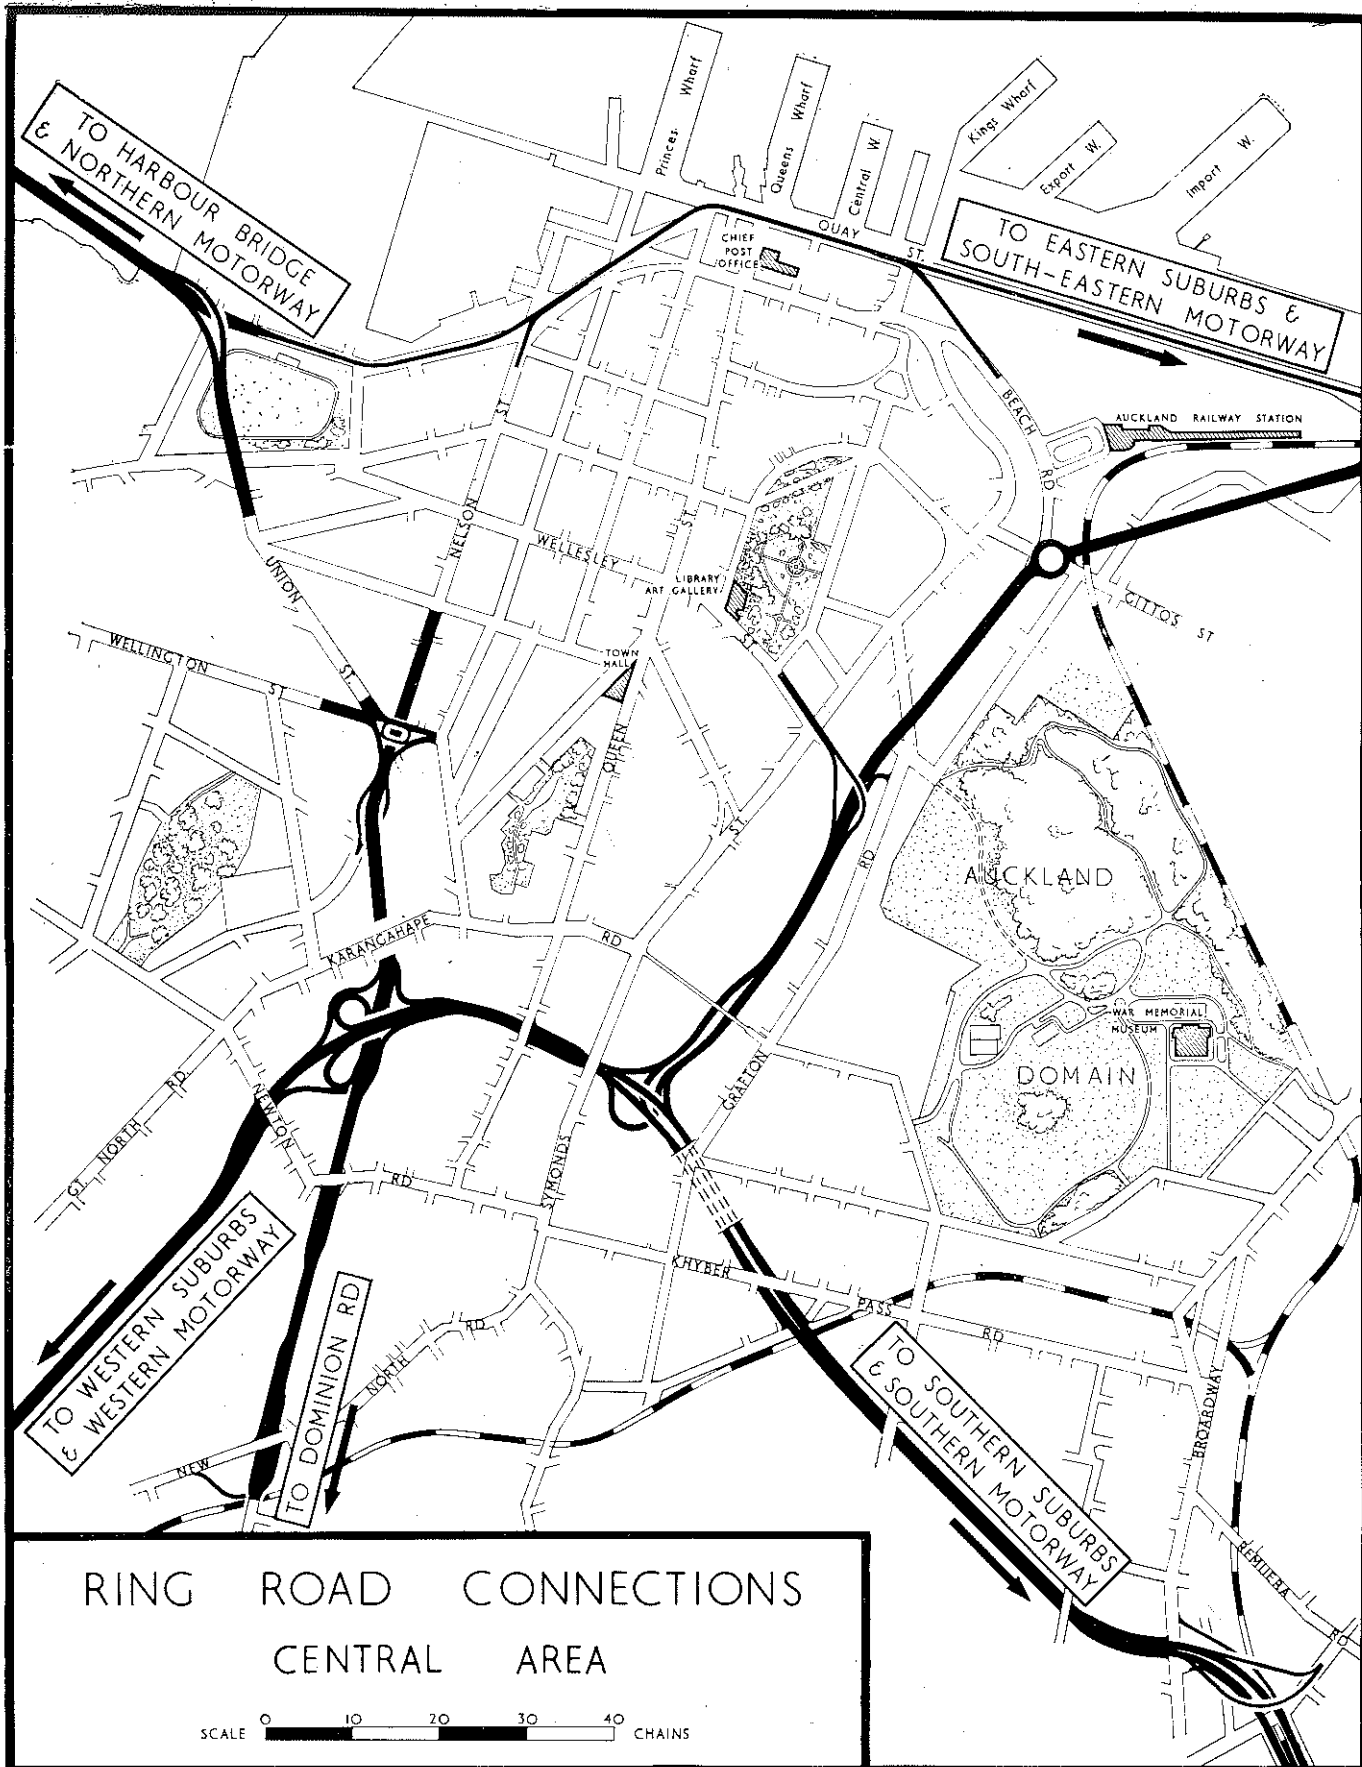 TO HARBOUR BRIDGE
& NORTHERN MOTORWAY
Princes Wharf
Queens Wharf
Central W.
Kings Wharf
Export W.
Import W.
QUAY
ST.
CHIEF
POST
OFFICE
TO EASTERN SUBURBS &
SOUTH-EASTERN MOTORWAY
BEACH
RD
AUCKLAND RAILWAY STATION
NELSON
ST
WELLESLEY
ST
LIBRARY
ART GALLERY
UNION
ST.
WELLINGTON
ST
TOWN
HALL
QUEEN
ST.
GITTOS ST
ST.
RD
AUCKLAND
DOMAIN
WAR MEMORIAL
MUSEUM
KARANGAHAPE
RD
GRAFTON
GT. NORTH
RD.
NEWTON
RD
SYMONDS
KHYBER
PASS
RD
TO WESTERN SUBURBS
& WESTERN MOTORWAY
TO DOMINION RD
NEW
NORTH
RD
TO SOUTHERN SUBURBS
& SOUTHERN MOTORWAY
BROARDWAY
REMUERA
RD
RING ROAD CONNECTIONS
CENTRAL AREA
SCALE 0 10 20 30 40 CHAINS